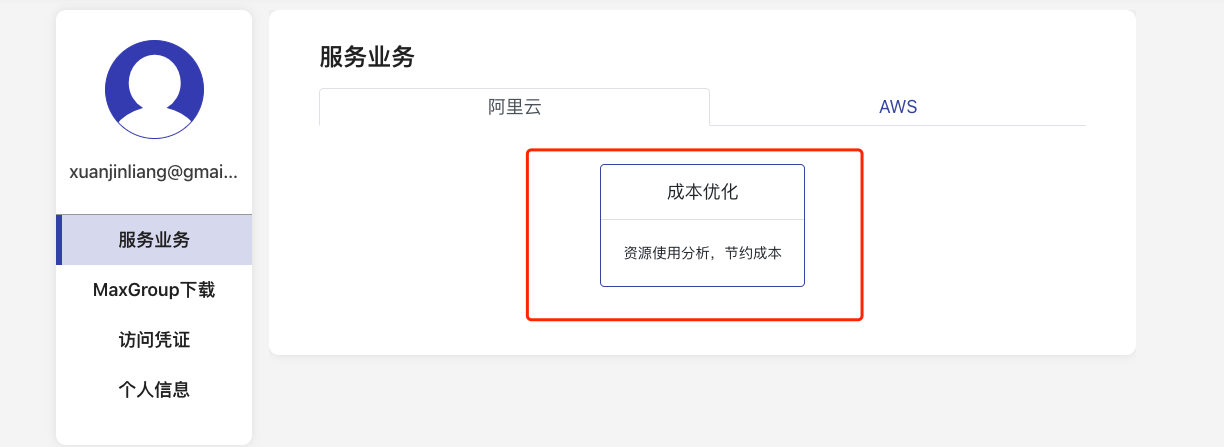 xuanjinliang@gmai...
服务业务
MaxGroup下载
访问凭证
个人信息
服务业务
阿里云
AWS
成本优化
资源使用分析，节约成本